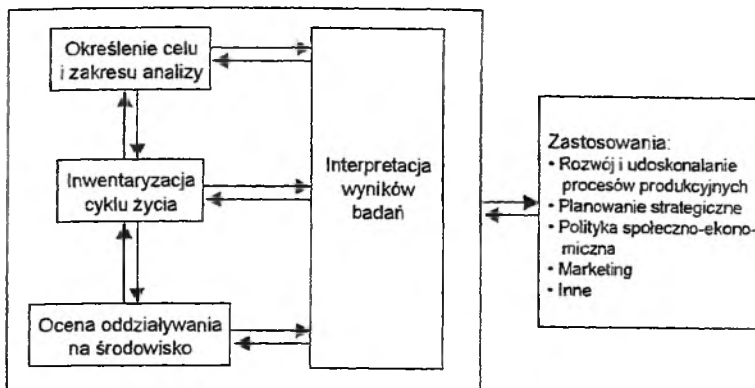 Określenie celu
i zakresu analizy
Inwentaryzacja
cyklu życia
Ocena oddziaływania
na środowisko
Interpretacja
wyników
badań
Zastosowania:
• Rozwój i udoskonalanie
procesów produkcyjnych
• Planowanie strategiczne
• Polityka społeczno-ekono-
miczna
• Marketing
• Inne